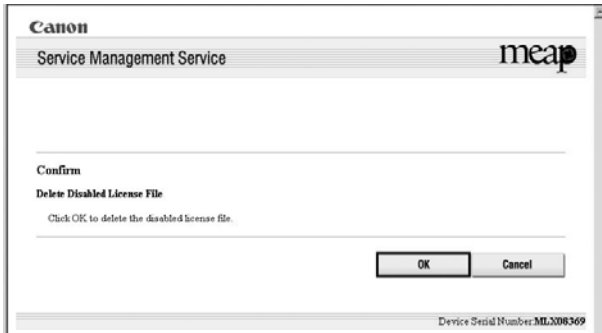 Canon
Service Management Service
meap
Confirm
Delete Disabled License File
Click OK to delete the disabled license file.
OK Cancel
Device Serial Number:MLX08369